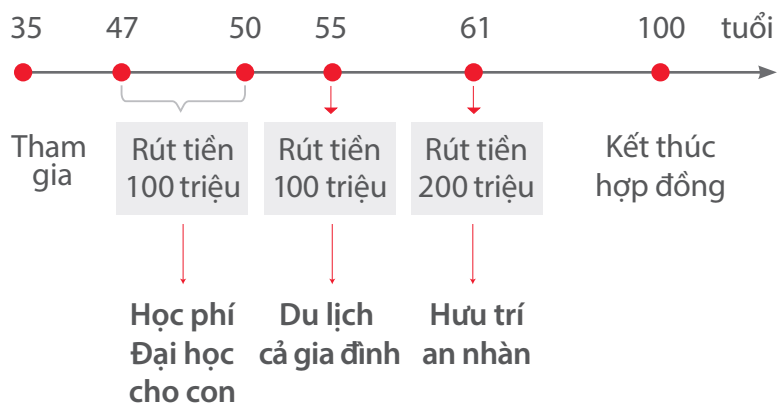 35 47 50 55 61 100 tuổi
Tham
gia
Rút tiền
100 triệu
Rút tiền
100 triệu
Rút tiền
200 triệu
Kết thúc
hợp đồng
Học phí
Đại học
cho con
Du lịch
cả gia đình
Hưu trí
an nhàn